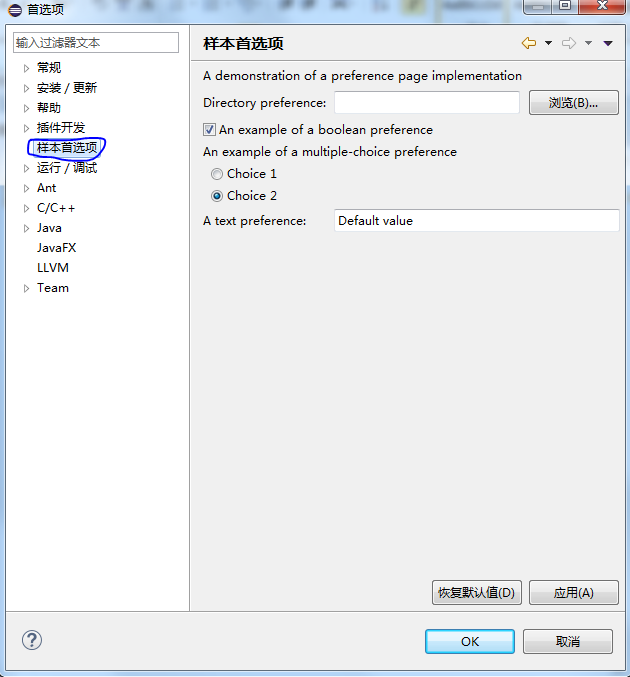 首选项
输入过滤器文本
常规
安装 / 更新
帮助
插件开发
样本首选项
运行 / 调试
Ant
C/C++
Java
JavaFX
LLVM
Team
样本首选项
A demonstration of a preference page implementation
Directory preference:
浏览(B)...
An example of a boolean preference
An example of a multiple-choice preference
Choice 1
Choice 2
A text preference:
Default value
恢复默认值(D)
应用(A)
OK
取消